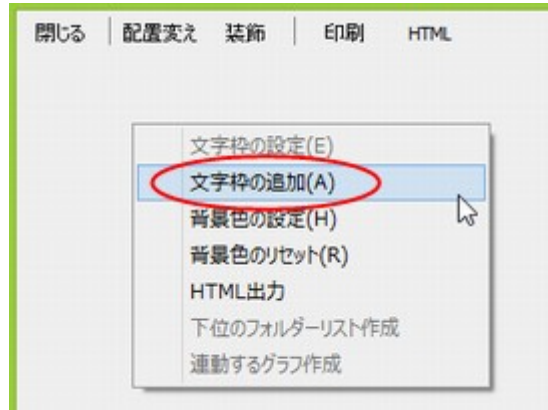 閉じる 配置変え 装飾 印刷 HTML
文字枠の設定(E)
文字枠の追加(A)
背景色の設定(H)
背景色のリセット(R)
HTML出力
下位のフォルダーリスト作成
連動するグラフ作成